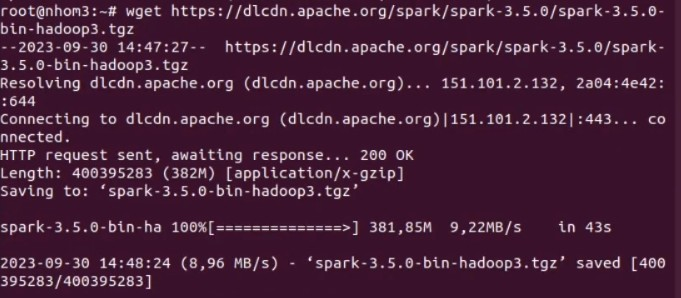 root@nhom3:~# wget https://dlcdn.apache.org/spark/spark-3.5.0/spark-3.5.0-
bin-hadoop3.tgz
--2023-09-30 14:47:27--  https://dlcdn.apache.org/spark/spark-3.5.0/spark-
3.5.0-bin-hadoop3.tgz
Resolving dlcdn.apache.org (dlcdn.apache.org)... 151.101.2.132, 2a04:4e42:
:644
Connecting to dlcdn.apache.org (dlcdn.apache.org)|151.101.2.132|:443... co
nnected.
HTTP request sent, awaiting response... 200 OK
Length: 400395283 (382M) [application/x-gzip]
Saving to: ‘spark-3.5.0-bin-hadoop3.tgz’
spark-3.5.0-bin-ha 100%[==============>] 381,85M  9,22MB/s    in 43s
2023-09-30 14:48:24 (8,96 MB/s) - ‘spark-3.5.0-bin-hadoop3.tgz’ saved [400
395283/400395283]